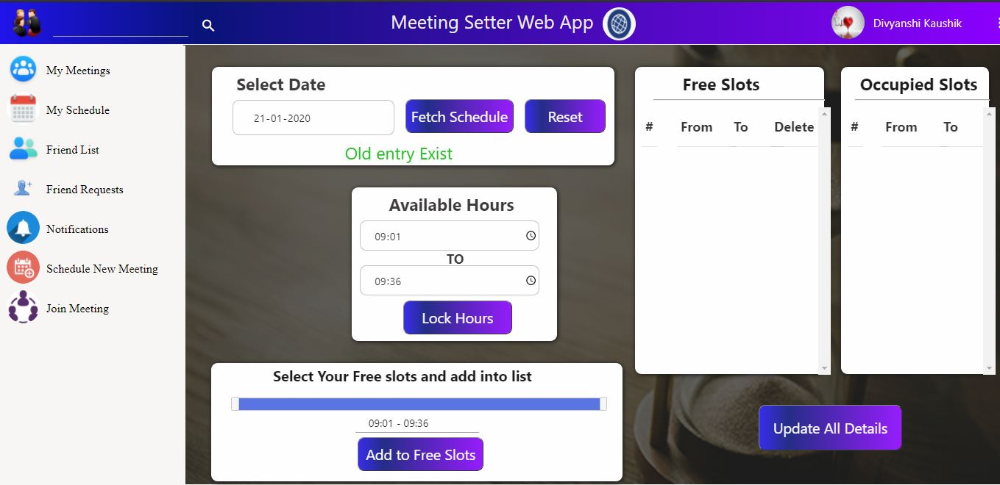 Meeting Setter Web App
Divyanshi Kaushik
My Meetings
My Schedule
Friend List
Friend Requests
Notifications
Schedule New Meeting
Join Meeting
Select Date
21-01-2020
Fetch Schedule
Reset
Old entry Exist
Available Hours
09:01
TO
09:36
Lock Hours
Select Your Free slots and add into list
09:01 - 09:36
Add to Free Slots
Free Slots
# From To Delete
Occupied Slots
# From To
Update All Details